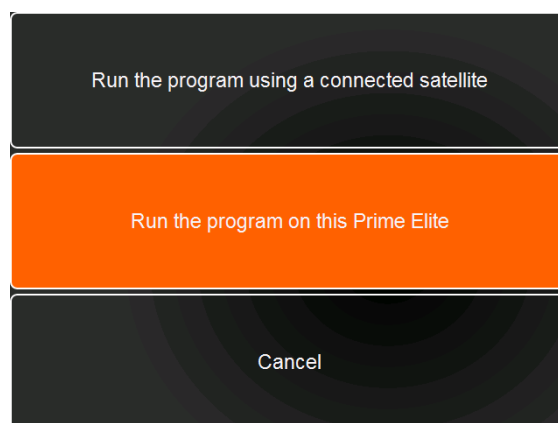 Run the program using a connected satellite
Run the program on this Prime Elite
Cancel